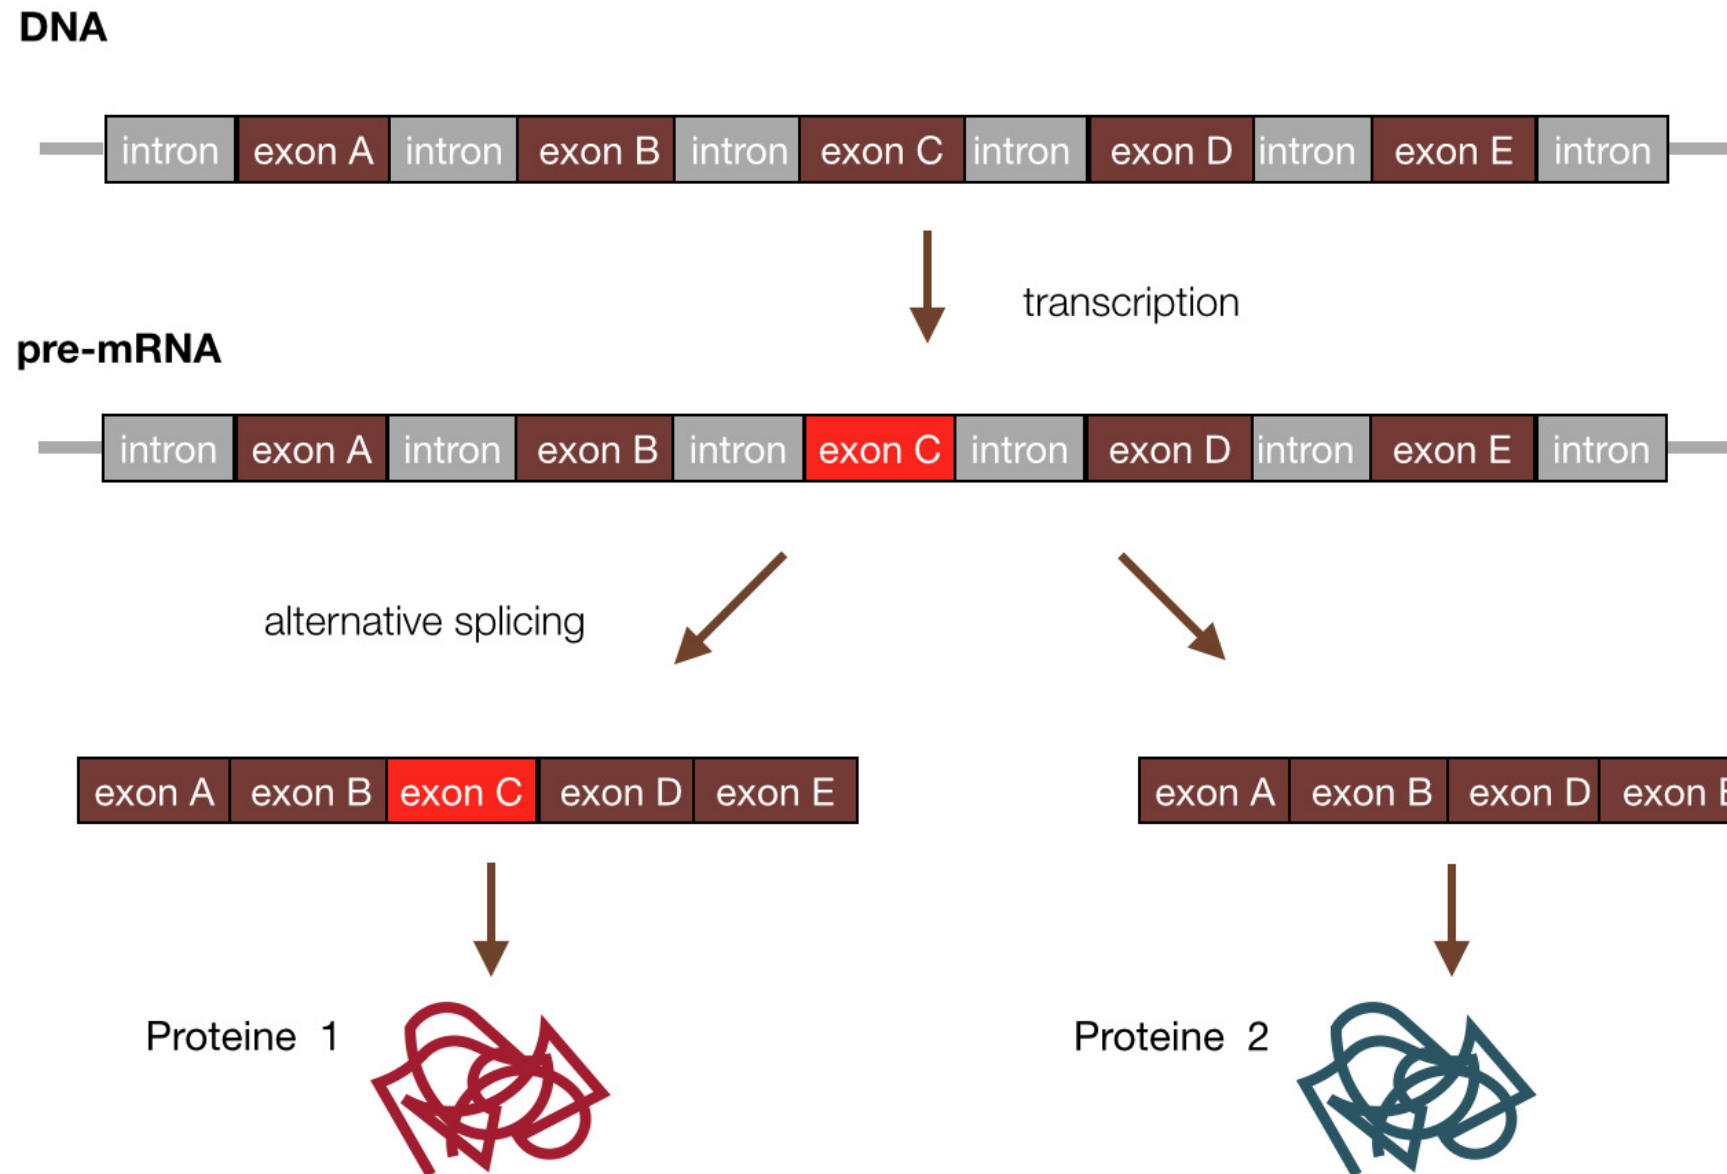 DNA
intron exon A intron exon B intron exon C intron exon D intron exon E intron
transcription
pre-mRNA
intron exon A intron exon B intron exon C intron exon D intron exon E intron
alternative splicing
exon A exon B exon C exon D exon E
exon A exon B exon D exon
Proteine 1
Proteine 2